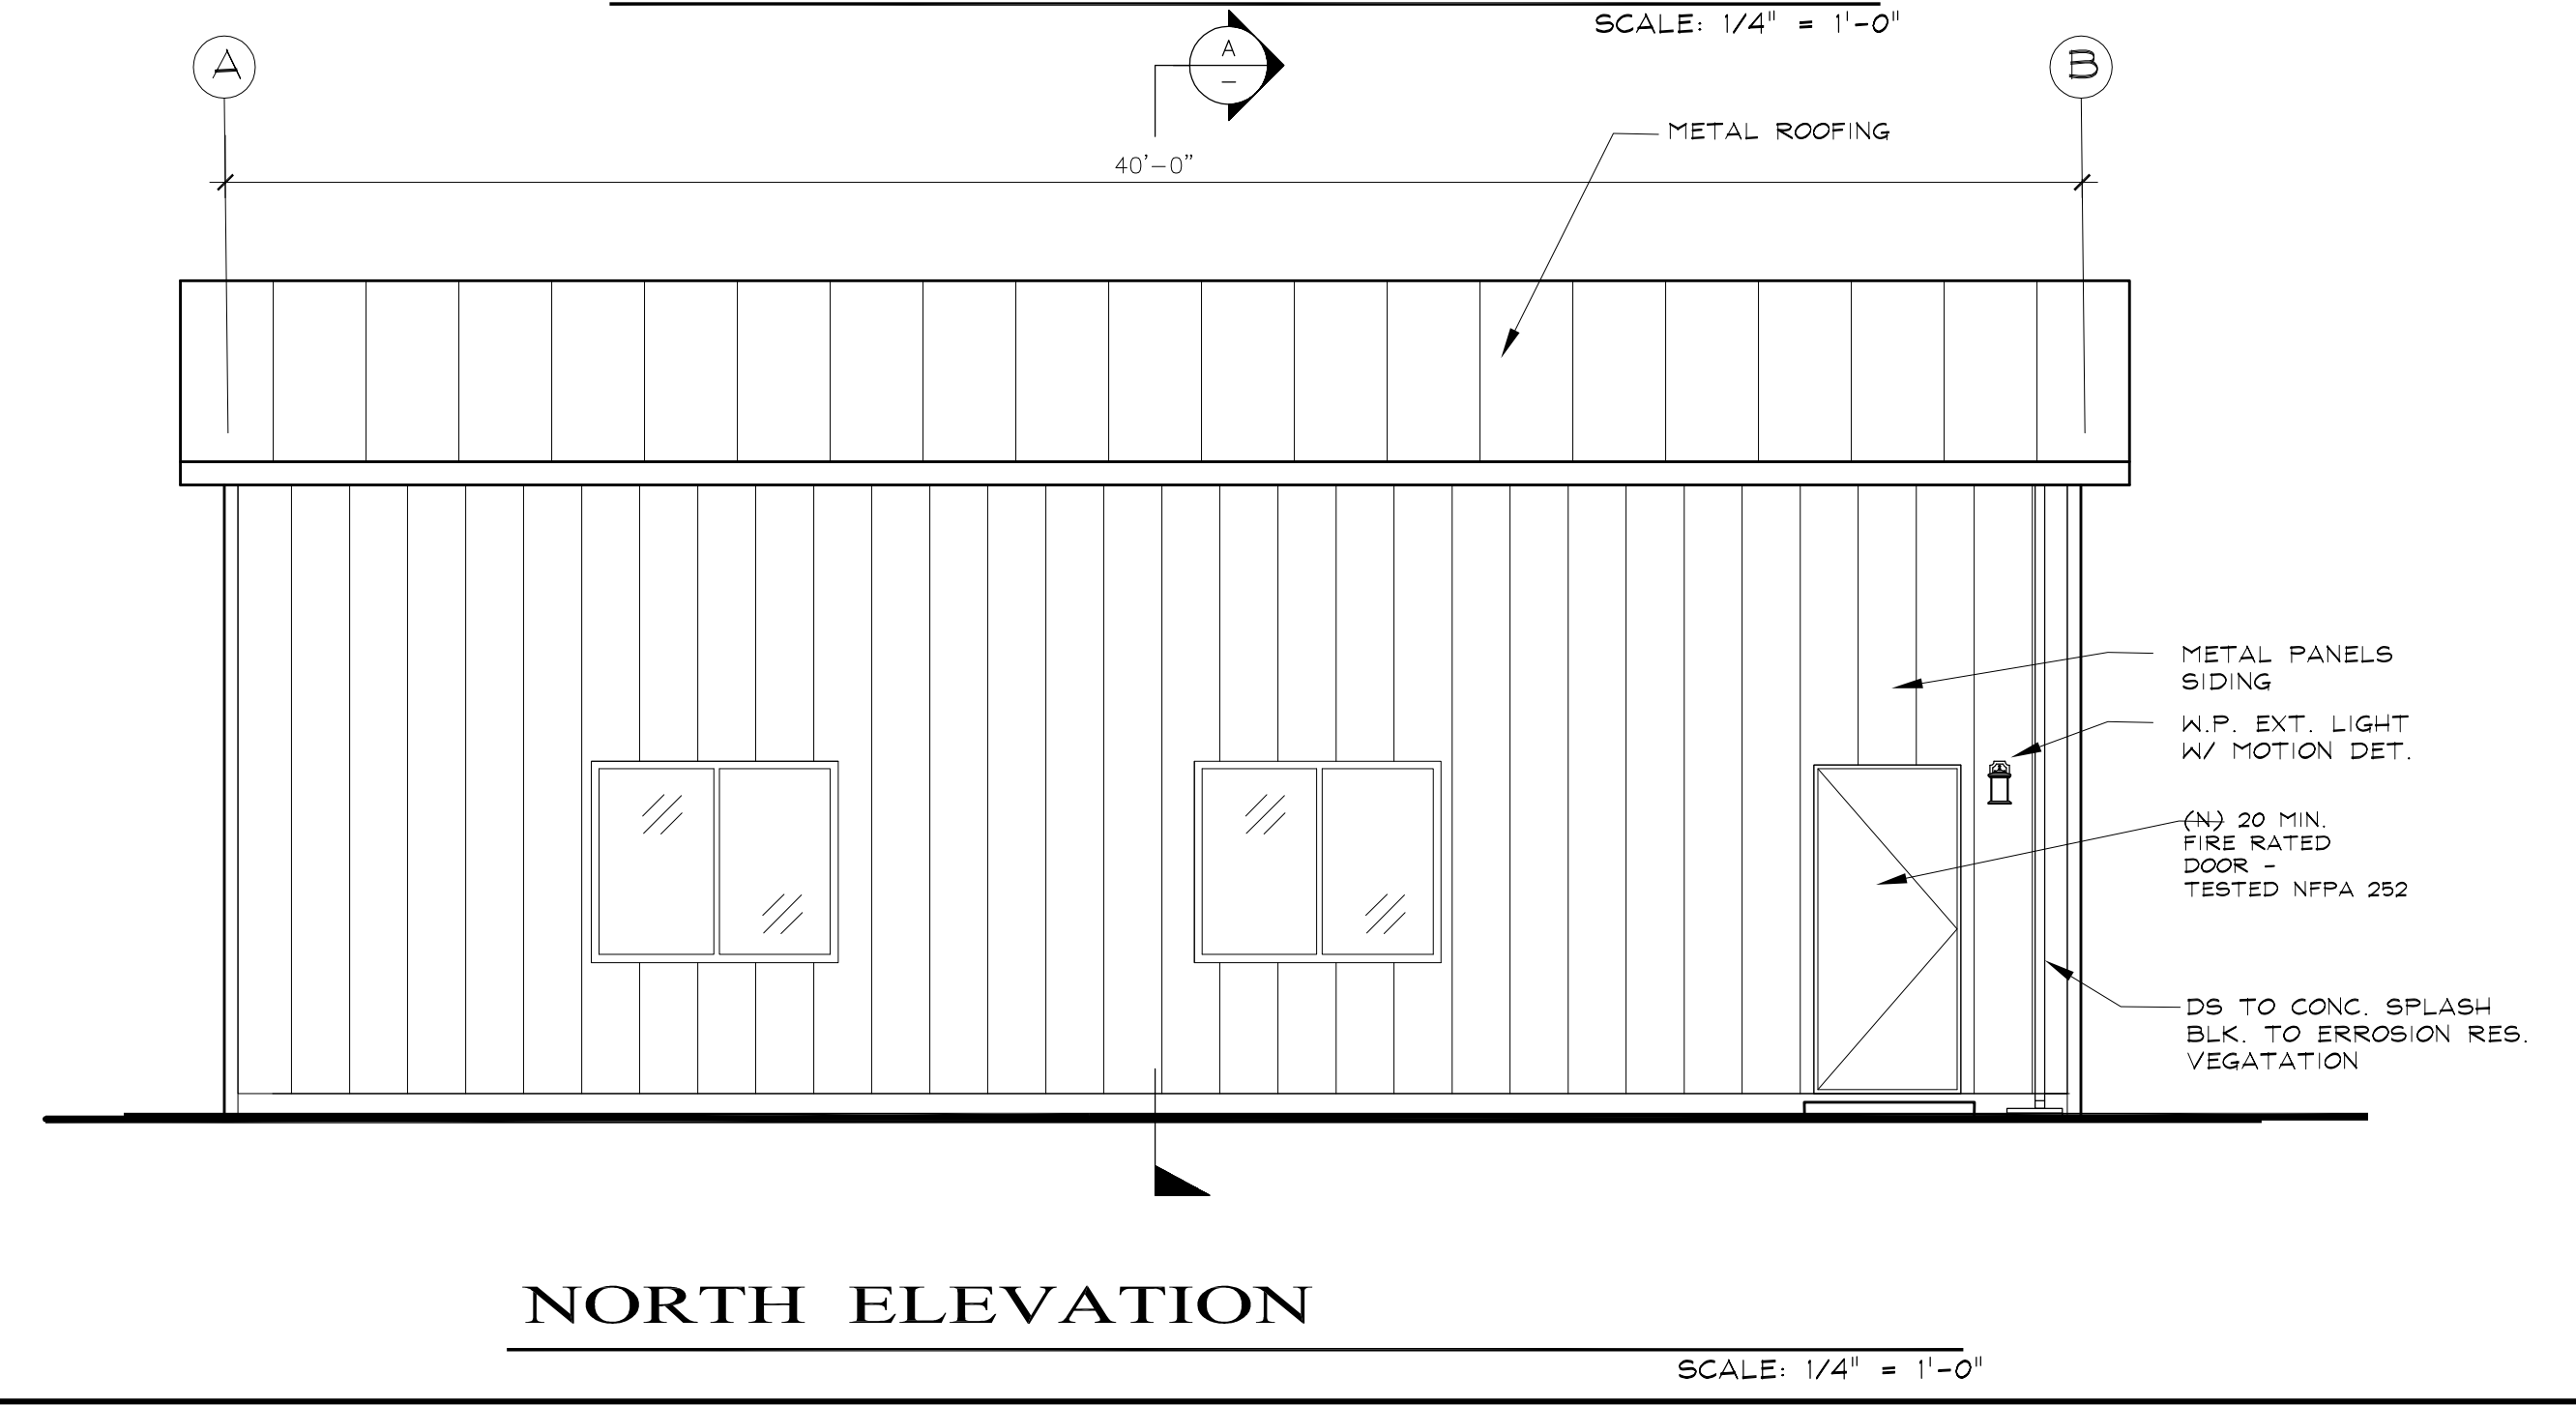 SCALE: 1/4" = 1'-0"
A
A
–
B
METAL ROOFING
40'-0"
METAL PANELS
SIDING
W.P. EXT. LIGHT
W/ MOTION DET.
(N) 20 MIN.
FIRE RATED
DOOR -
TESTED NFPA 252
DS TO CONC. SPLASH
BLK. TO ERROSION RES.
VEGATATION
NORTH ELEVATION
SCALE: 1/4" = 1'-0"